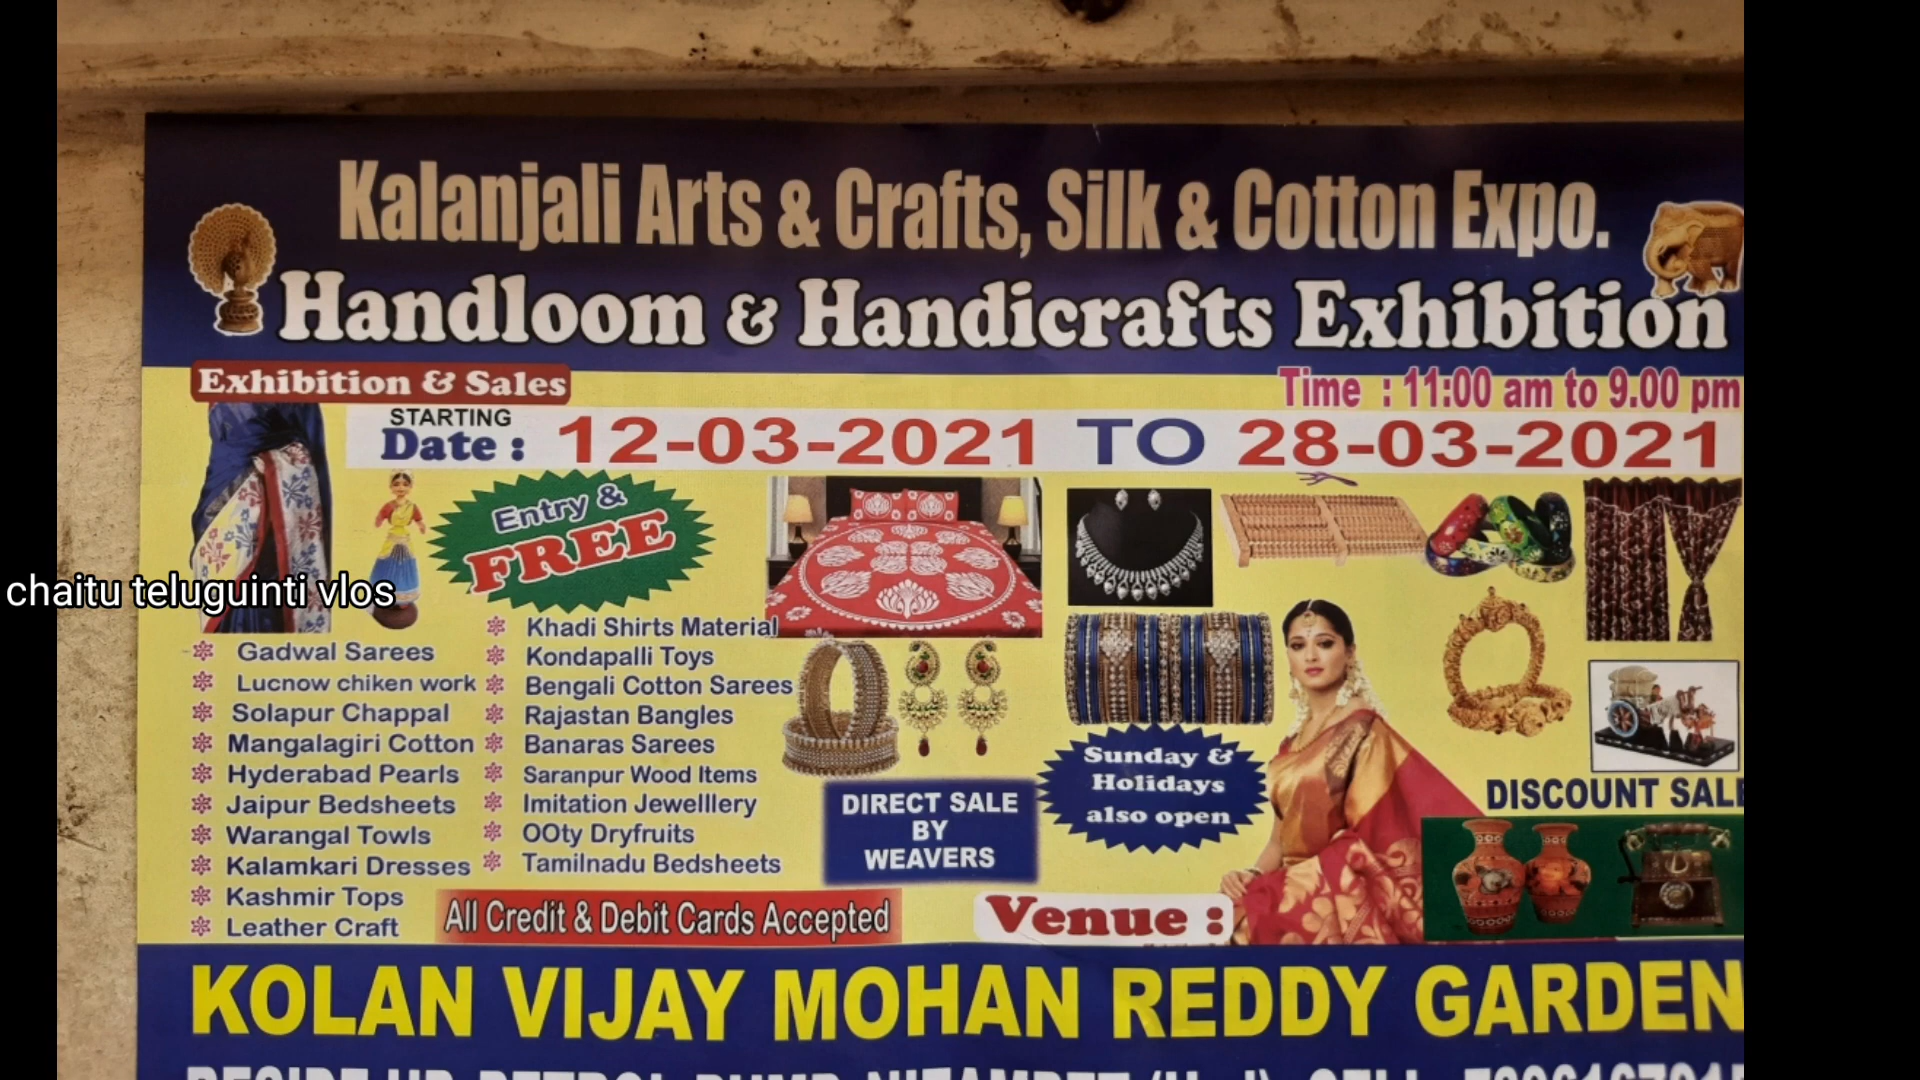 Kalanjali Arts & Crafts, Silk & Cotton Expo.
Handloom & Handicrafts Exhibition
Exhibition & Sales
Time : 11:00 am to 9.00 pm
STARTING
Date : 12-03-2021 TO 28-03-2021
Entry &
FREE
chaitu teluguinti vlos
Gadwal Sarees
Lucnow chiken work
Solapur Chappal
Mangalagiri Cotton
Hyderabad Pearls
Jaipur Bedsheets
Warangal Towls
Kalamkari Dresses
Kashmir Tops
Leather Craft
Khadi Shirts Material
Kondapalli Toys
Bengali Cotton Sarees
Rajastan Bangles
Banaras Sarees
Saranpur Wood Items
Imitation Jewelllery
OOty Dryfruits
Tamilnadu Bedsheets
DIRECT SALE
BY
WEAVERS
Sunday &
Holidays
also open
DISCOUNT SALE
All Credit & Debit Cards Accepted
Venue :
KOLAN VIJAY MOHAN REDDY GARDEN